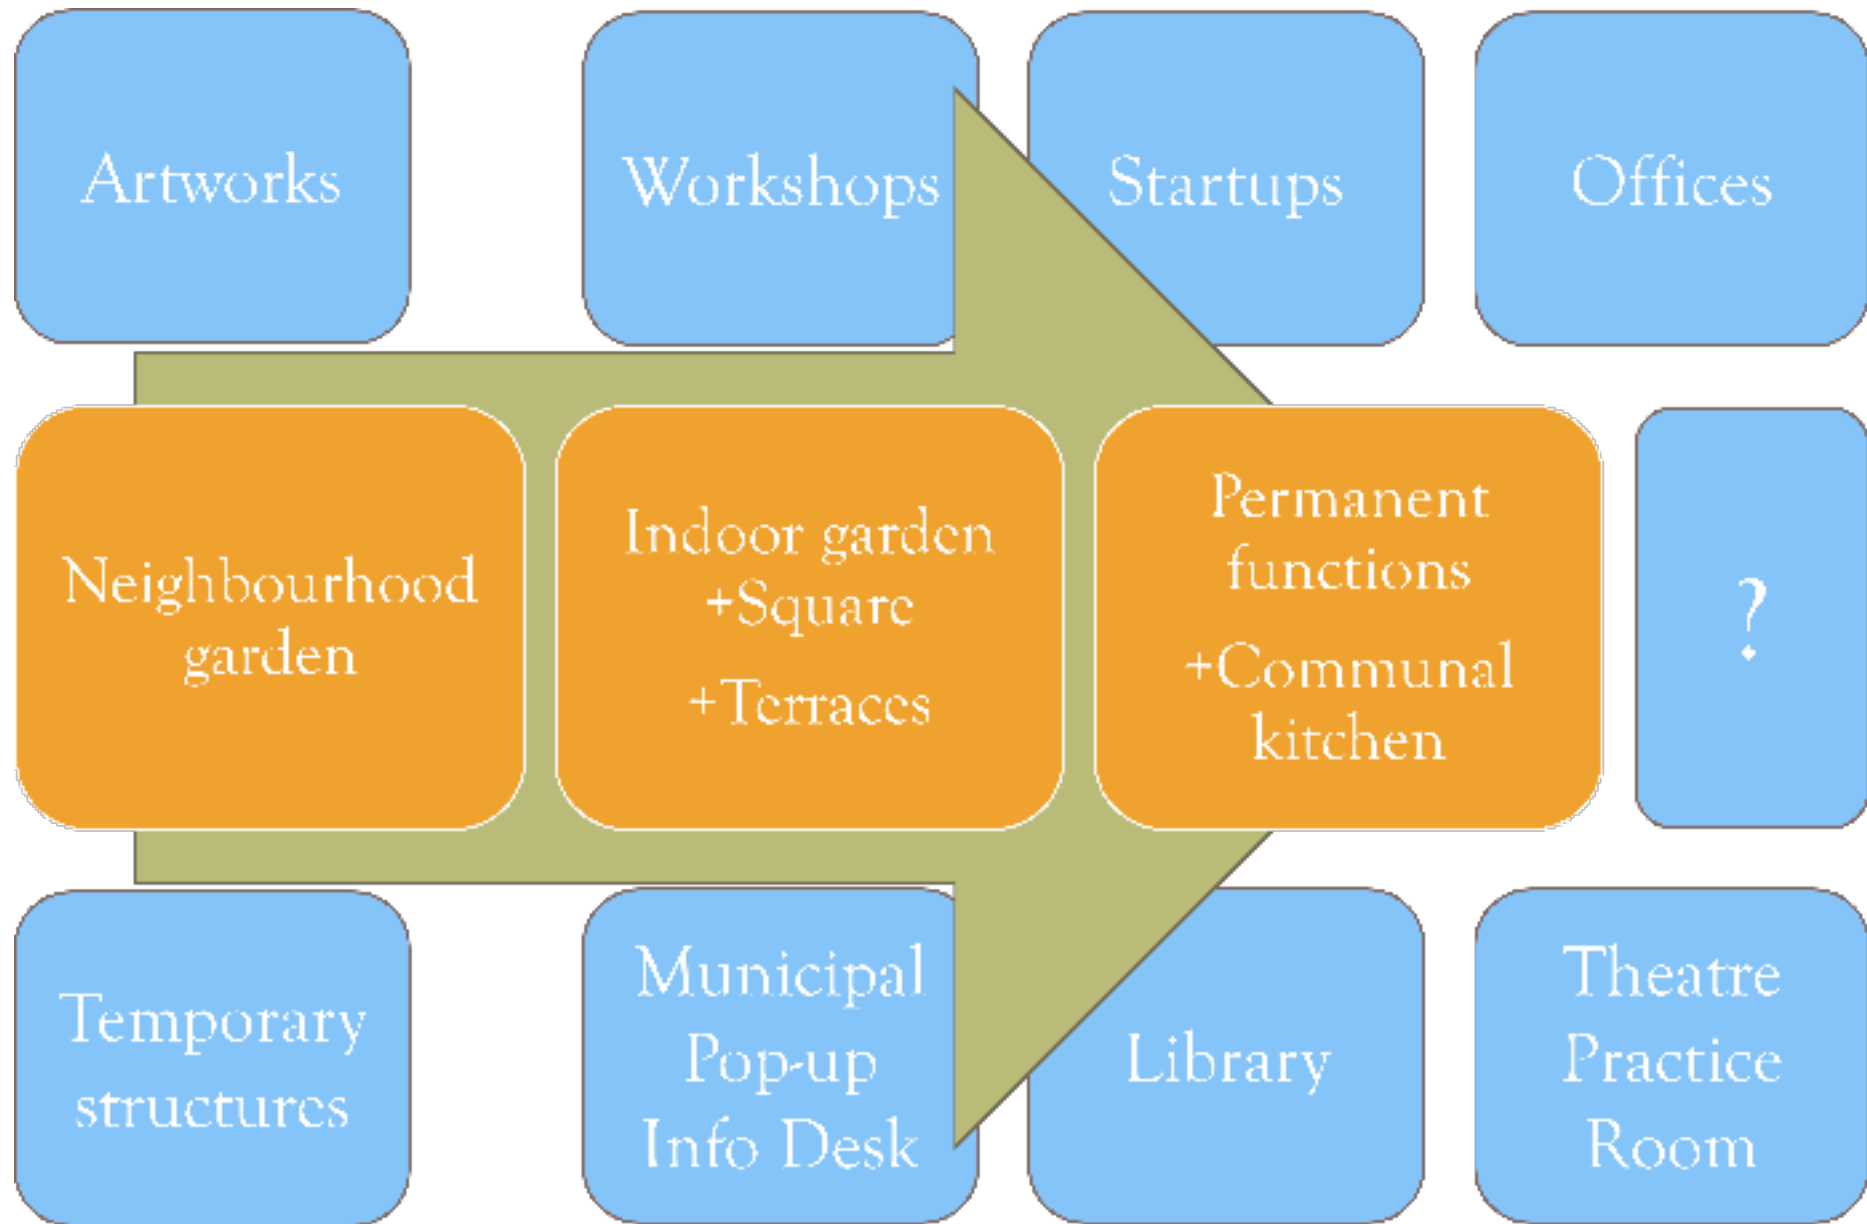 Artworks
Workshops
Startups
Offices
Neighbourhood
garden
Indoor garden
+Square
+Terraces
Permanent
functions
+Communal
kitchen
?
Temporary
structures
Municipal
Pop-up
Info Desk
Library
Theatre
Practice
Room